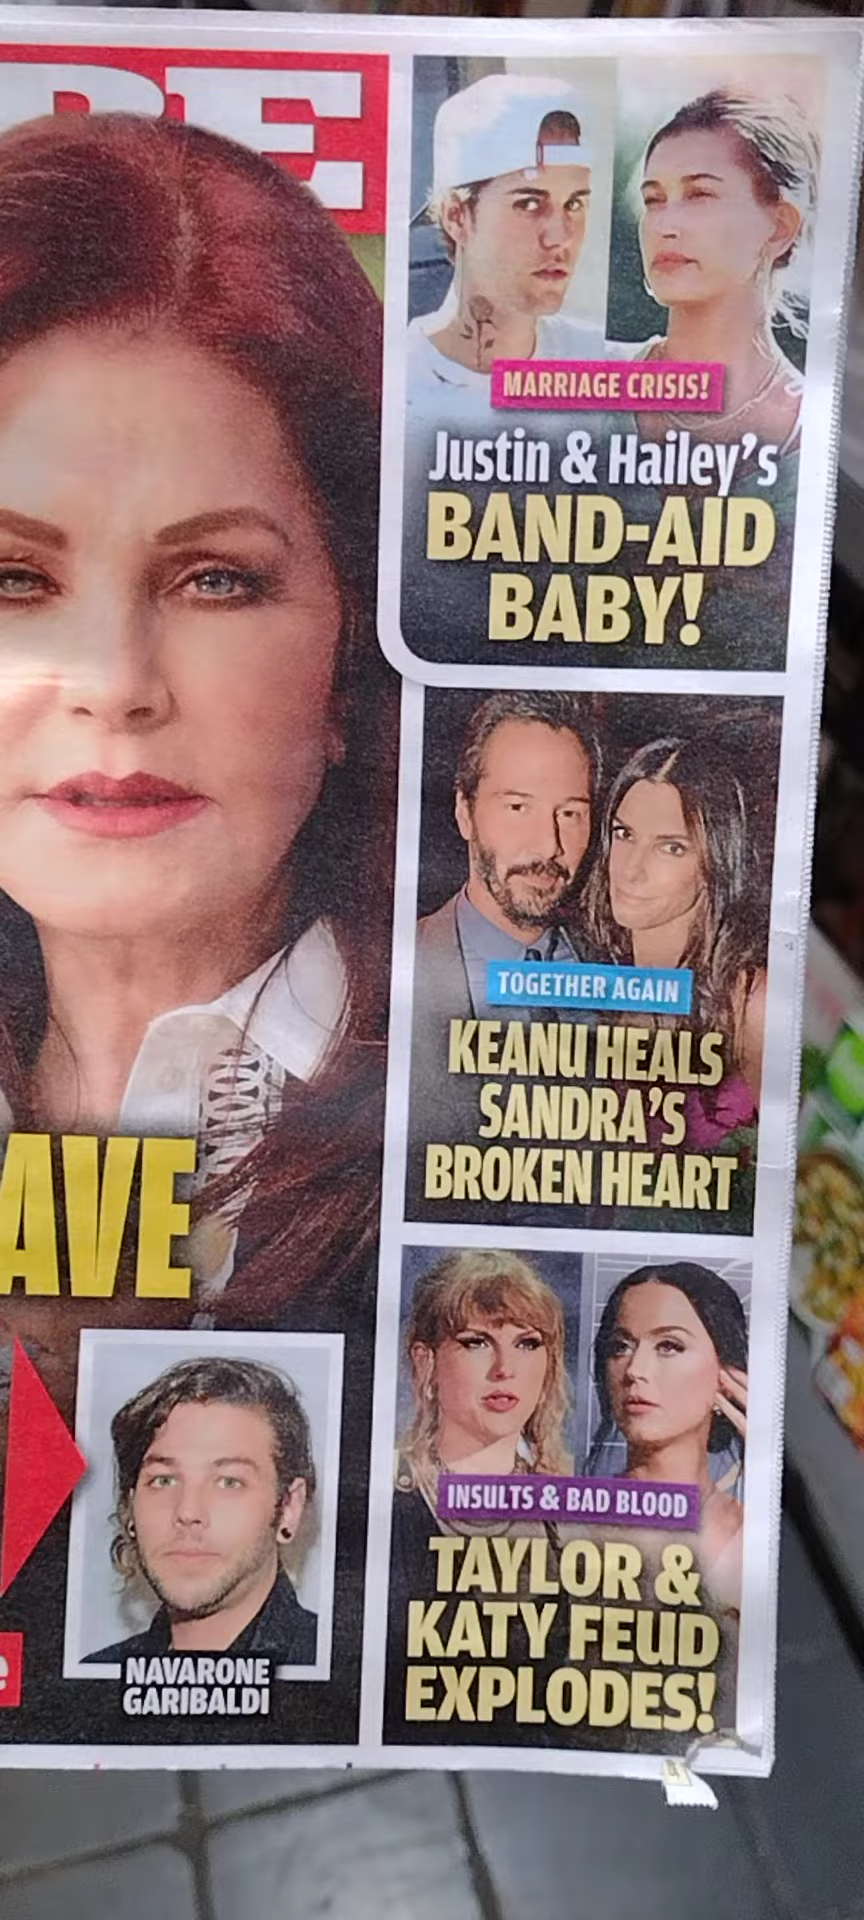 BE
MARRIAGE CRISIS!
Justin & Hailey's
BAND-AID
BABY!
TOGETHER AGAIN
KEANU HEALS
SANDRA'S
BROKEN HEART
AVE
NAVARONE
GARIBALDI
e
INSULTS & BAD BLOOD
TAYLOR &
KATY FEUD
EXPLODES!